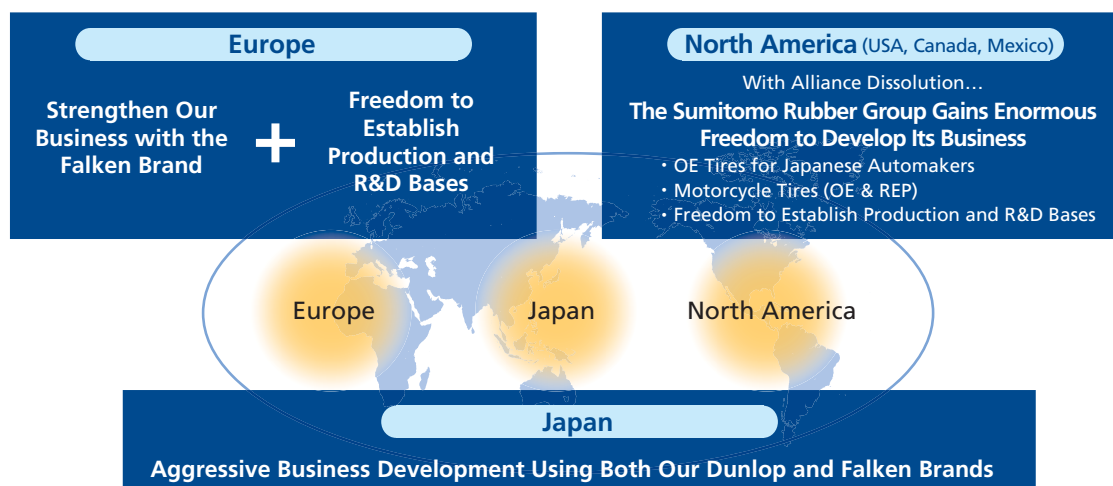 Europe
Strengthen Our
Business with the
Falken Brand
+
Freedom to
Establish
Production and
R&D Bases
North America (USA, Canada, Mexico)
With Alliance Dissolution…
The Sumitomo Rubber Group Gains Enormous
Freedom to Develop Its Business
・OE Tires for Japanese Automakers
・Motorcycle Tires (OE & REP)
・Freedom to Establish Production and R&D Bases
Europe
Japan
North America
Japan
Aggressive Business Development Using Both Our Dunlop and Falken Brands